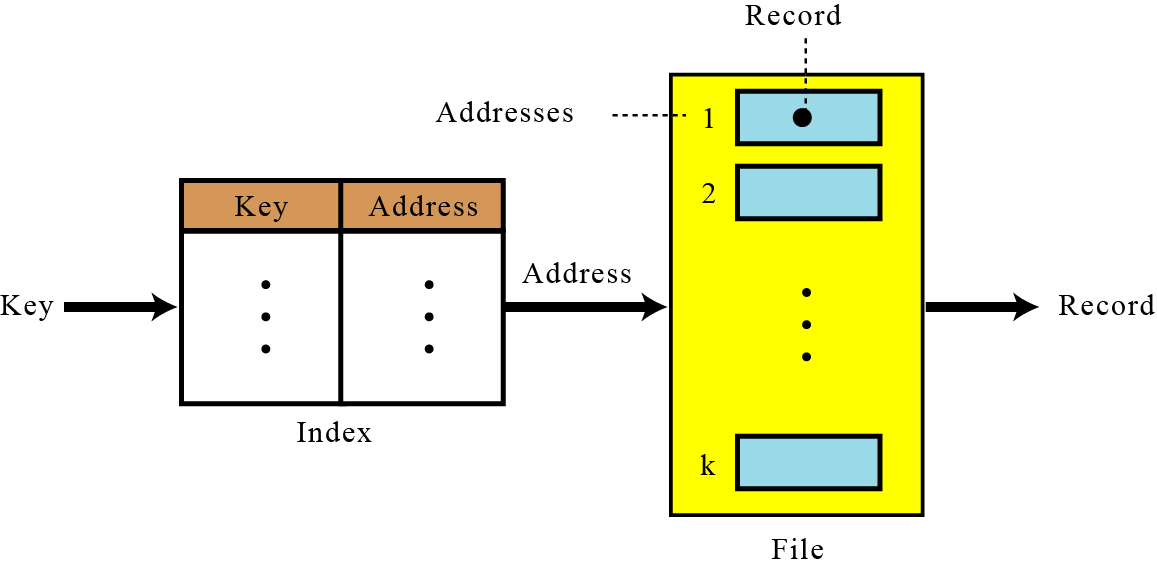 Record
Addresses
1
2
Key Address
Address
Key
Record
Index
k
File